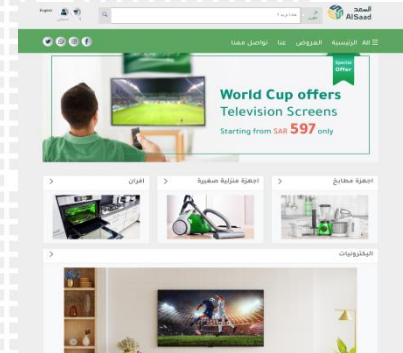 السعد
AlSaad
English
All الرئيسية العروض عنا تواصل معنا
Special
Offer
World Cup offers
Television Screens
Starting from SAR 597 only
اجهزة مطابخ
اجهزة منزلية صغيرة
افران
اليكترونيات